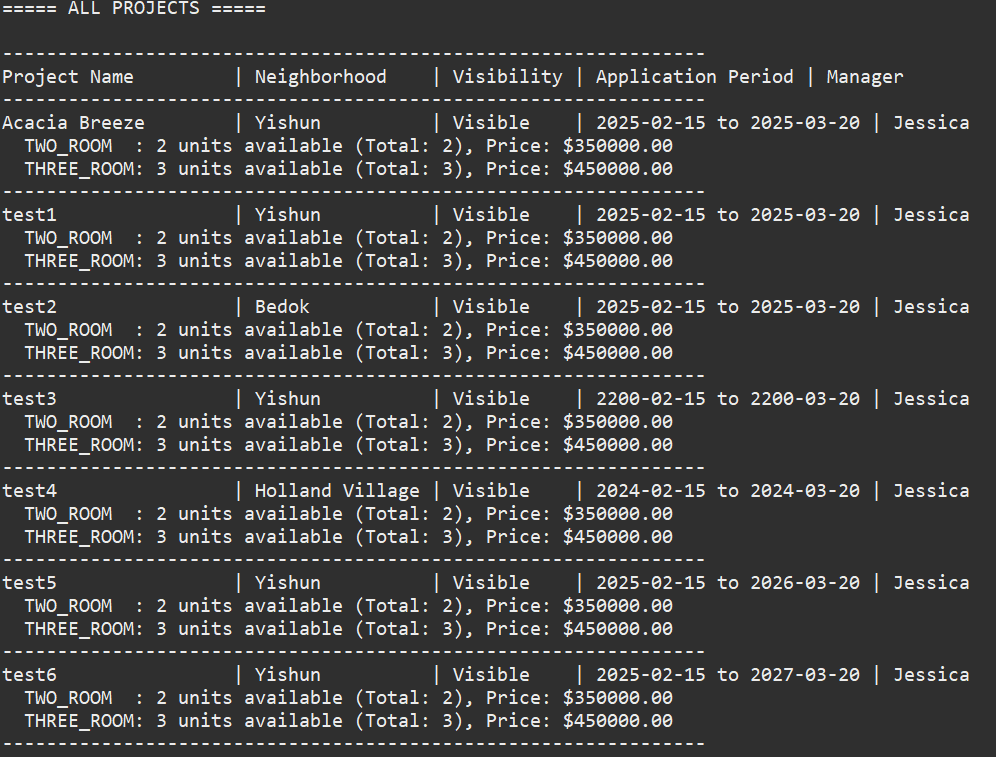 ===== ALL PROJECTS =====
----------------------------------------------------------------
Project Name         | Neighborhood    | Visibility | Application Period | Manager
----------------------------------------------------------------
Acacia Breeze        | Yishun          | Visible    | 2025-02-15 to 2025-03-20 | Jessica
  TWO_ROOM  : 2 units available (Total: 2), Price: $350000.00
  THREE_ROOM: 3 units available (Total: 3), Price: $450000.00
----------------------------------------------------------------
test1                | Yishun          | Visible    | 2025-02-15 to 2025-03-20 | Jessica
  TWO_ROOM  : 2 units available (Total: 2), Price: $350000.00
  THREE_ROOM: 3 units available (Total: 3), Price: $450000.00
----------------------------------------------------------------
test2                | Bedok           | Visible    | 2025-02-15 to 2025-03-20 | Jessica
  TWO_ROOM  : 2 units available (Total: 2), Price: $350000.00
  THREE_ROOM: 3 units available (Total: 3), Price: $450000.00
----------------------------------------------------------------
test3                | Yishun          | Visible    | 2200-02-15 to 2200-03-20 | Jessica
  TWO_ROOM  : 2 units available (Total: 2), Price: $350000.00
  THREE_ROOM: 3 units available (Total: 3), Price: $450000.00
----------------------------------------------------------------
test4                | Holland Village | Visible    | 2024-02-15 to 2024-03-20 | Jessica
  TWO_ROOM  : 2 units available (Total: 2), Price: $350000.00
  THREE_ROOM: 3 units available (Total: 3), Price: $450000.00
----------------------------------------------------------------
test5                | Yishun          | Visible    | 2025-02-15 to 2026-03-20 | Jessica
  TWO_ROOM  : 2 units available (Total: 2), Price: $350000.00
  THREE_ROOM: 3 units available (Total: 3), Price: $450000.00
----------------------------------------------------------------
test6                | Yishun          | Visible    | 2025-02-15 to 2027-03-20 | Jessica
  TWO_ROOM  : 2 units available (Total: 2), Price: $350000.00
  THREE_ROOM: 3 units available (Total: 3), Price: $450000.00
----------------------------------------------------------------